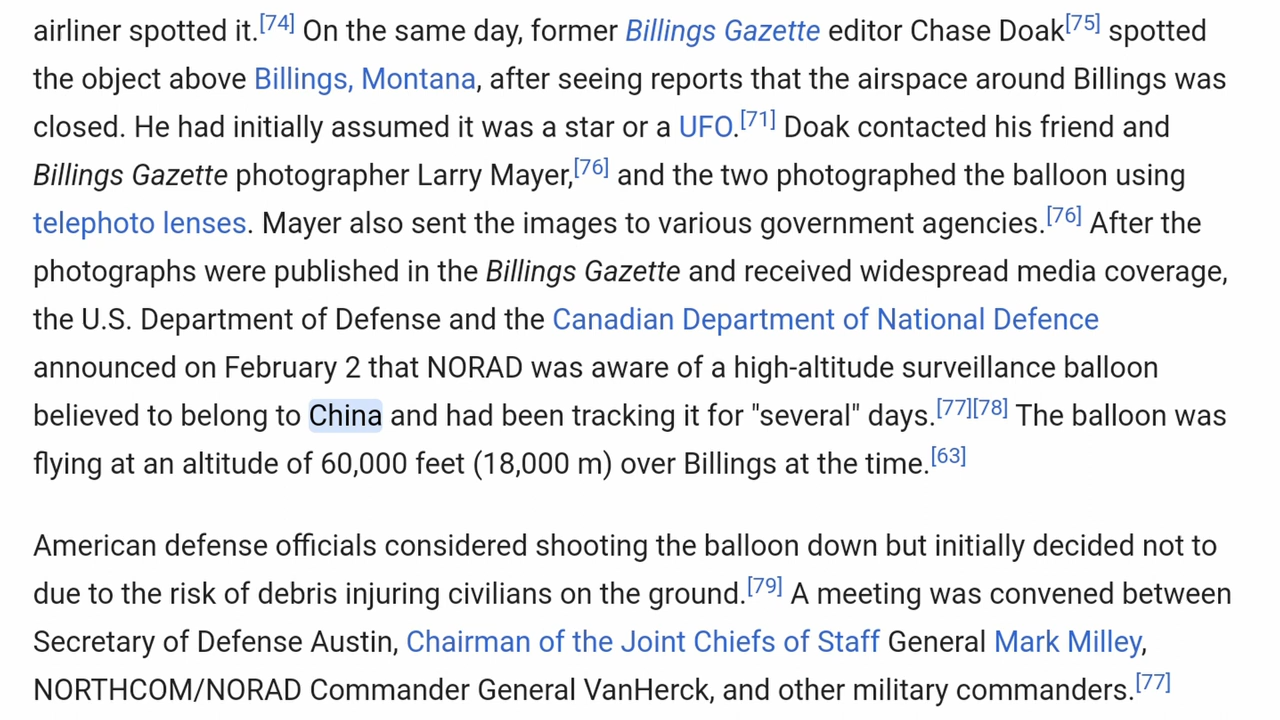 airliner spotted it.[74] On the same day, former Billings Gazette editor Chase Doak[75] spotted
the object above Billings, Montana, after seeing reports that the airspace around Billings was
closed. He had initially assumed it was a star or a UFO.[71] Doak contacted his friend and
Billings Gazette photographer Larry Mayer,[76] and the two photographed the balloon using
telephoto lenses. Mayer also sent the images to various government agencies.[76] After the
photographs were published in the Billings Gazette and received widespread media coverage,
the U.S. Department of Defense and the Canadian Department of National Defence
announced on February 2 that NORAD was aware of a high-altitude surveillance balloon
believed to belong to China and had been tracking it for "several" days.[77][78] The balloon was
flying at an altitude of 60,000 feet (18,000 m) over Billings at the time.[63]
American defense officials considered shooting the balloon down but initially decided not to
due to the risk of debris injuring civilians on the ground.[79] A meeting was convened between
Secretary of Defense Austin, Chairman of the Joint Chiefs of Staff General Mark Milley,
NORTHCOM/NORAD Commander General VanHerck, and other military commanders.[77]